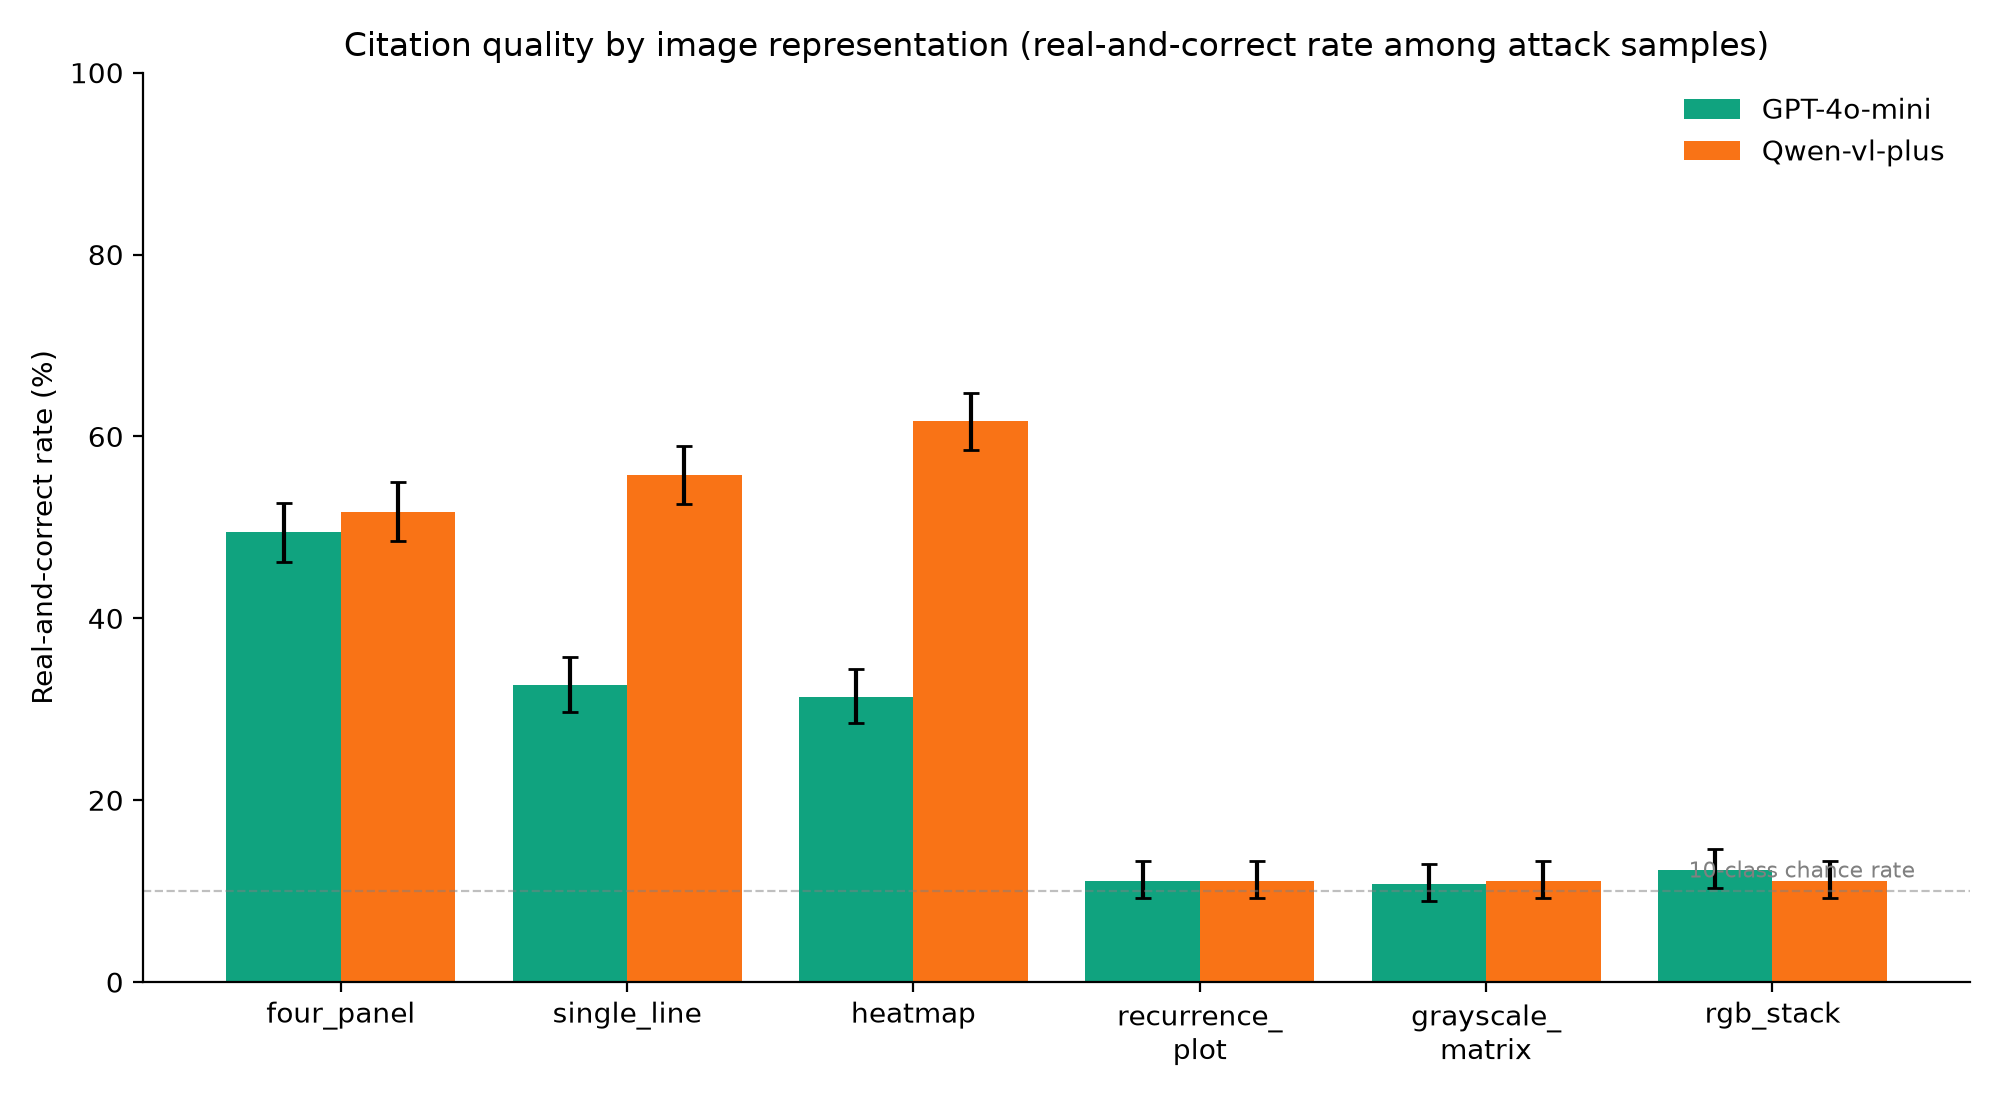 Citation quality by image representation (real-and-correct rate among attack samples)
100
80
60
40
20
0
Real-and-correct rate (%)
GPT-4o-mini
Qwen-vl-plus
10-class chance rate
four_panel
single_line
heatmap
recurrence_
plot
grayscale_
matrix
rgb_stack